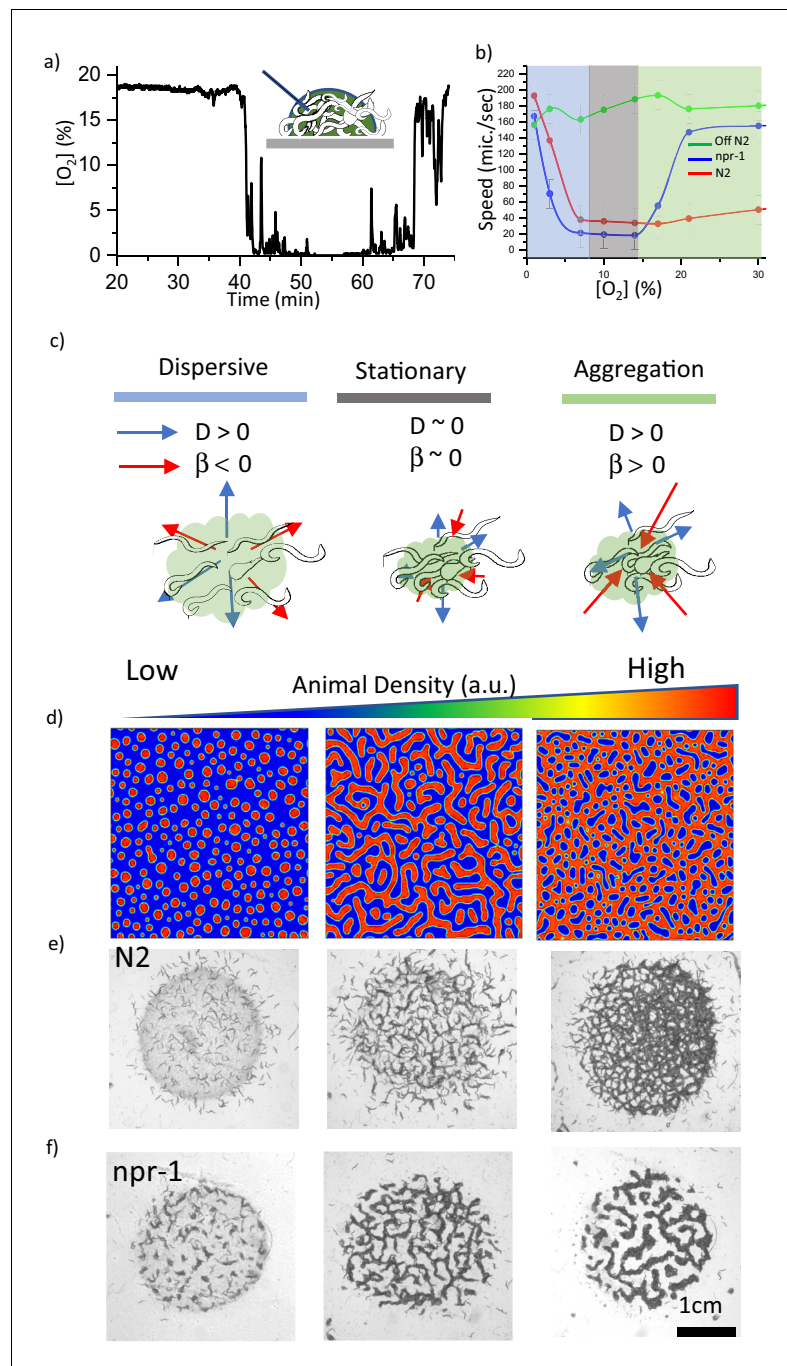 a)
20
15
10
5
0
[O₂] (%)
20 30 40 50 60 70
Time (min)
b)
220
200
180
160
140
120
100
80
60
40
20
0
Speed (mic./sec)
Off N2
npr-1
N2
0 5 10 15 20 25 30
[O₂] (%)
c)
Dispersive Stationary Aggregation
D > 0 D ~ 0 D > 0
β < 0 β ~ 0 β > 0
Low High
Animal Density (a.u.)
d)
e)
N2
f)
npr-1
1cm